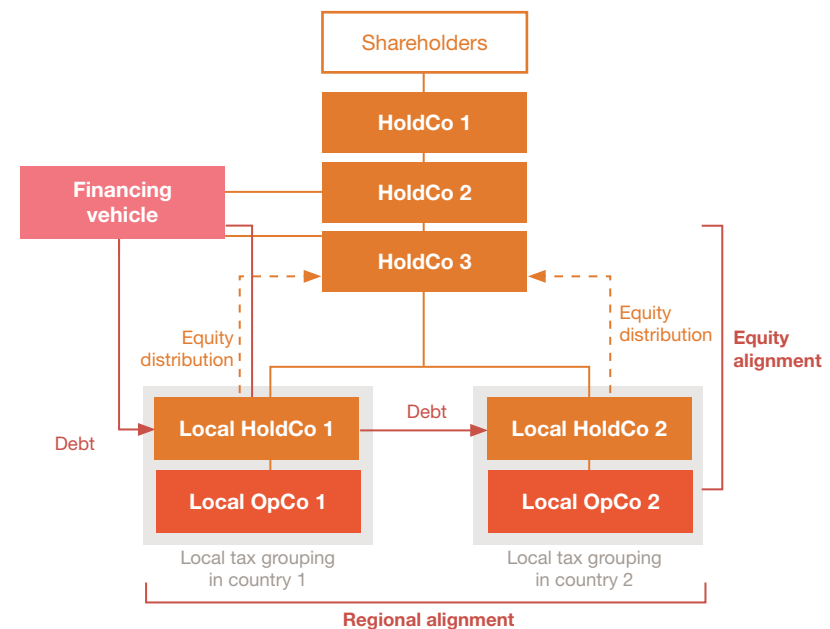 Shareholders
HoldCo 1
Financing
vehicle
HoldCo 2
HoldCo 3
Equity
distribution
Equity
distribution
Equity
alignment
Debt
Local HoldCo 1
Debt
Local HoldCo 2
Local OpCo 1
Local OpCo 2
Local tax grouping
in country 1
Local tax grouping
in country 2
Regional alignment